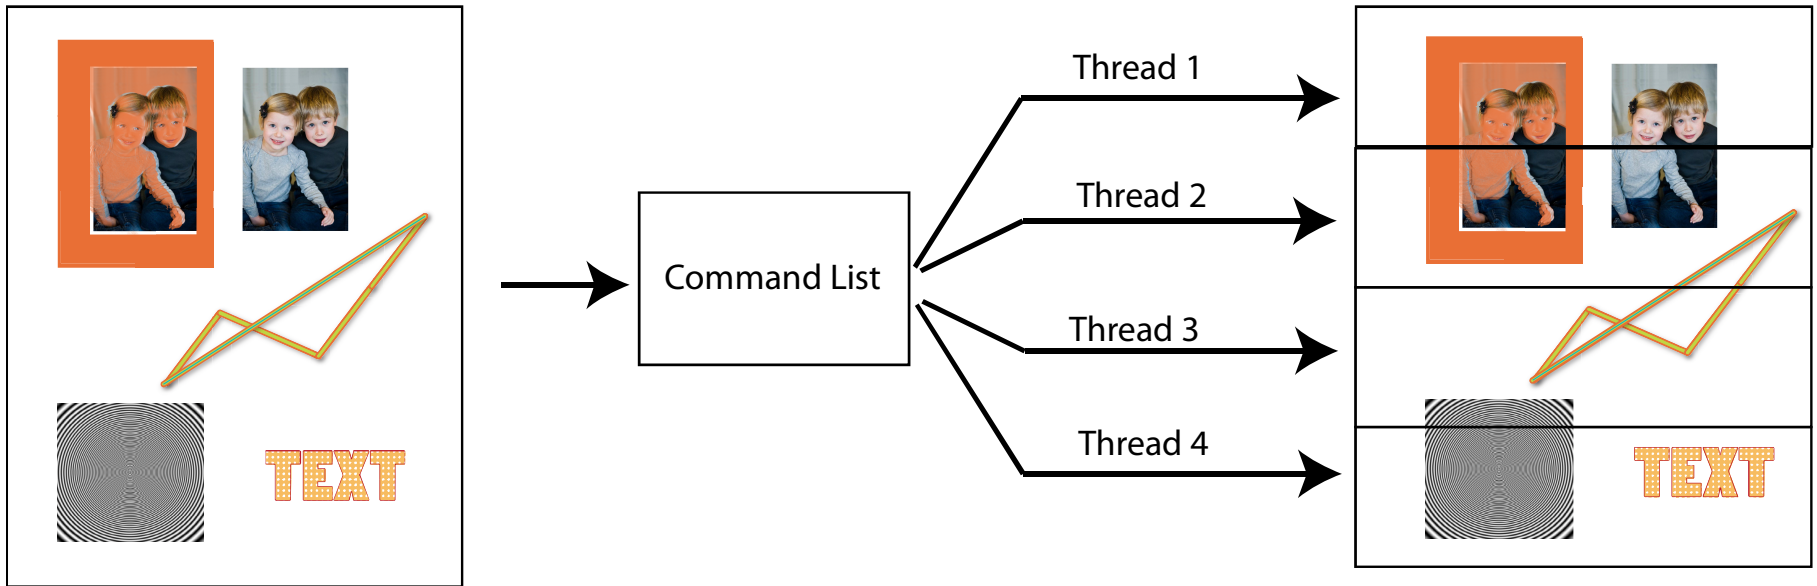 Thread 1
Thread 2
Command List
Thread 3
Thread 4
TEXT
TEXT